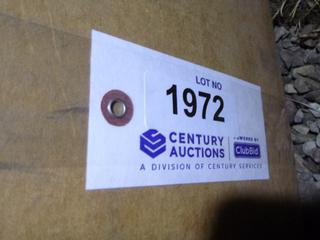 LOT NO
1972
CENTURY
AUCTIONS
POWERED BY
ClubBid
A DIVISION OF CENTURY SERVICES